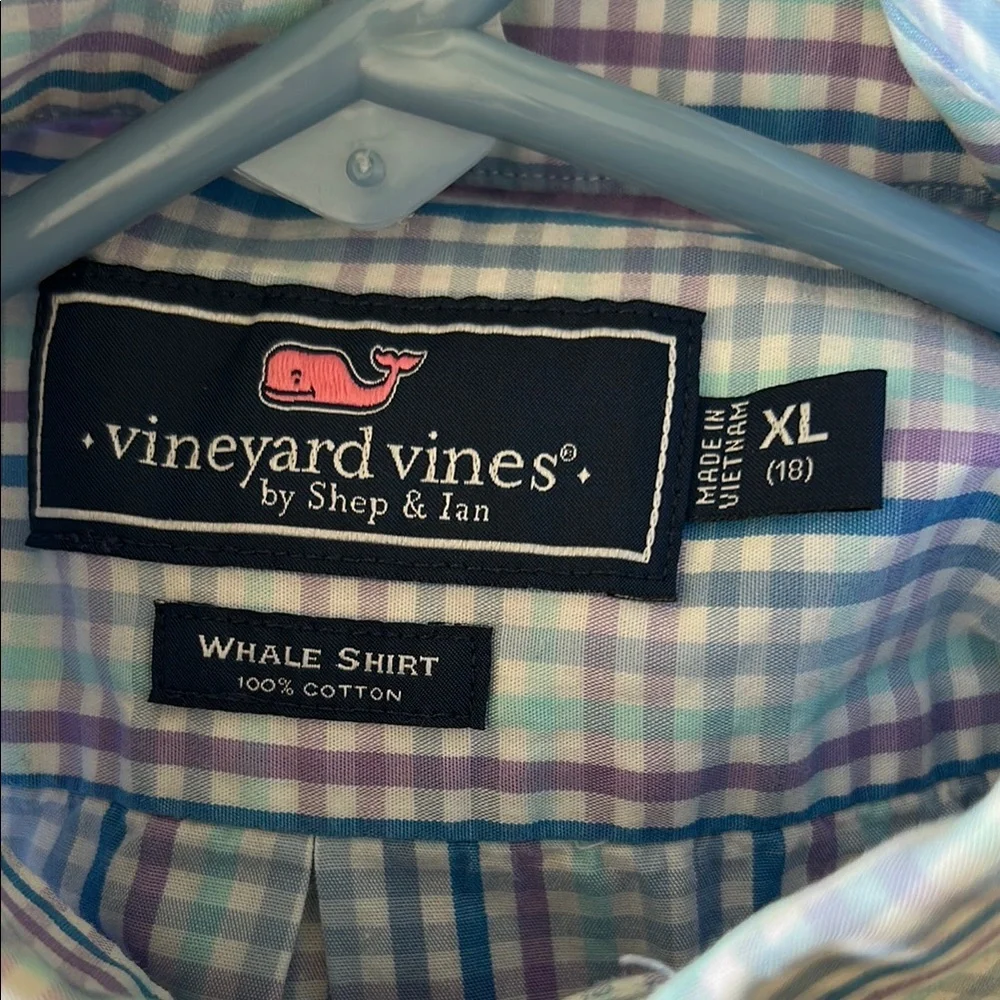 vineyard vines®
by Shep & Ian
MADE IN
VIETNAM
XL
(18)
WHALE SHIRT
100% COTTON